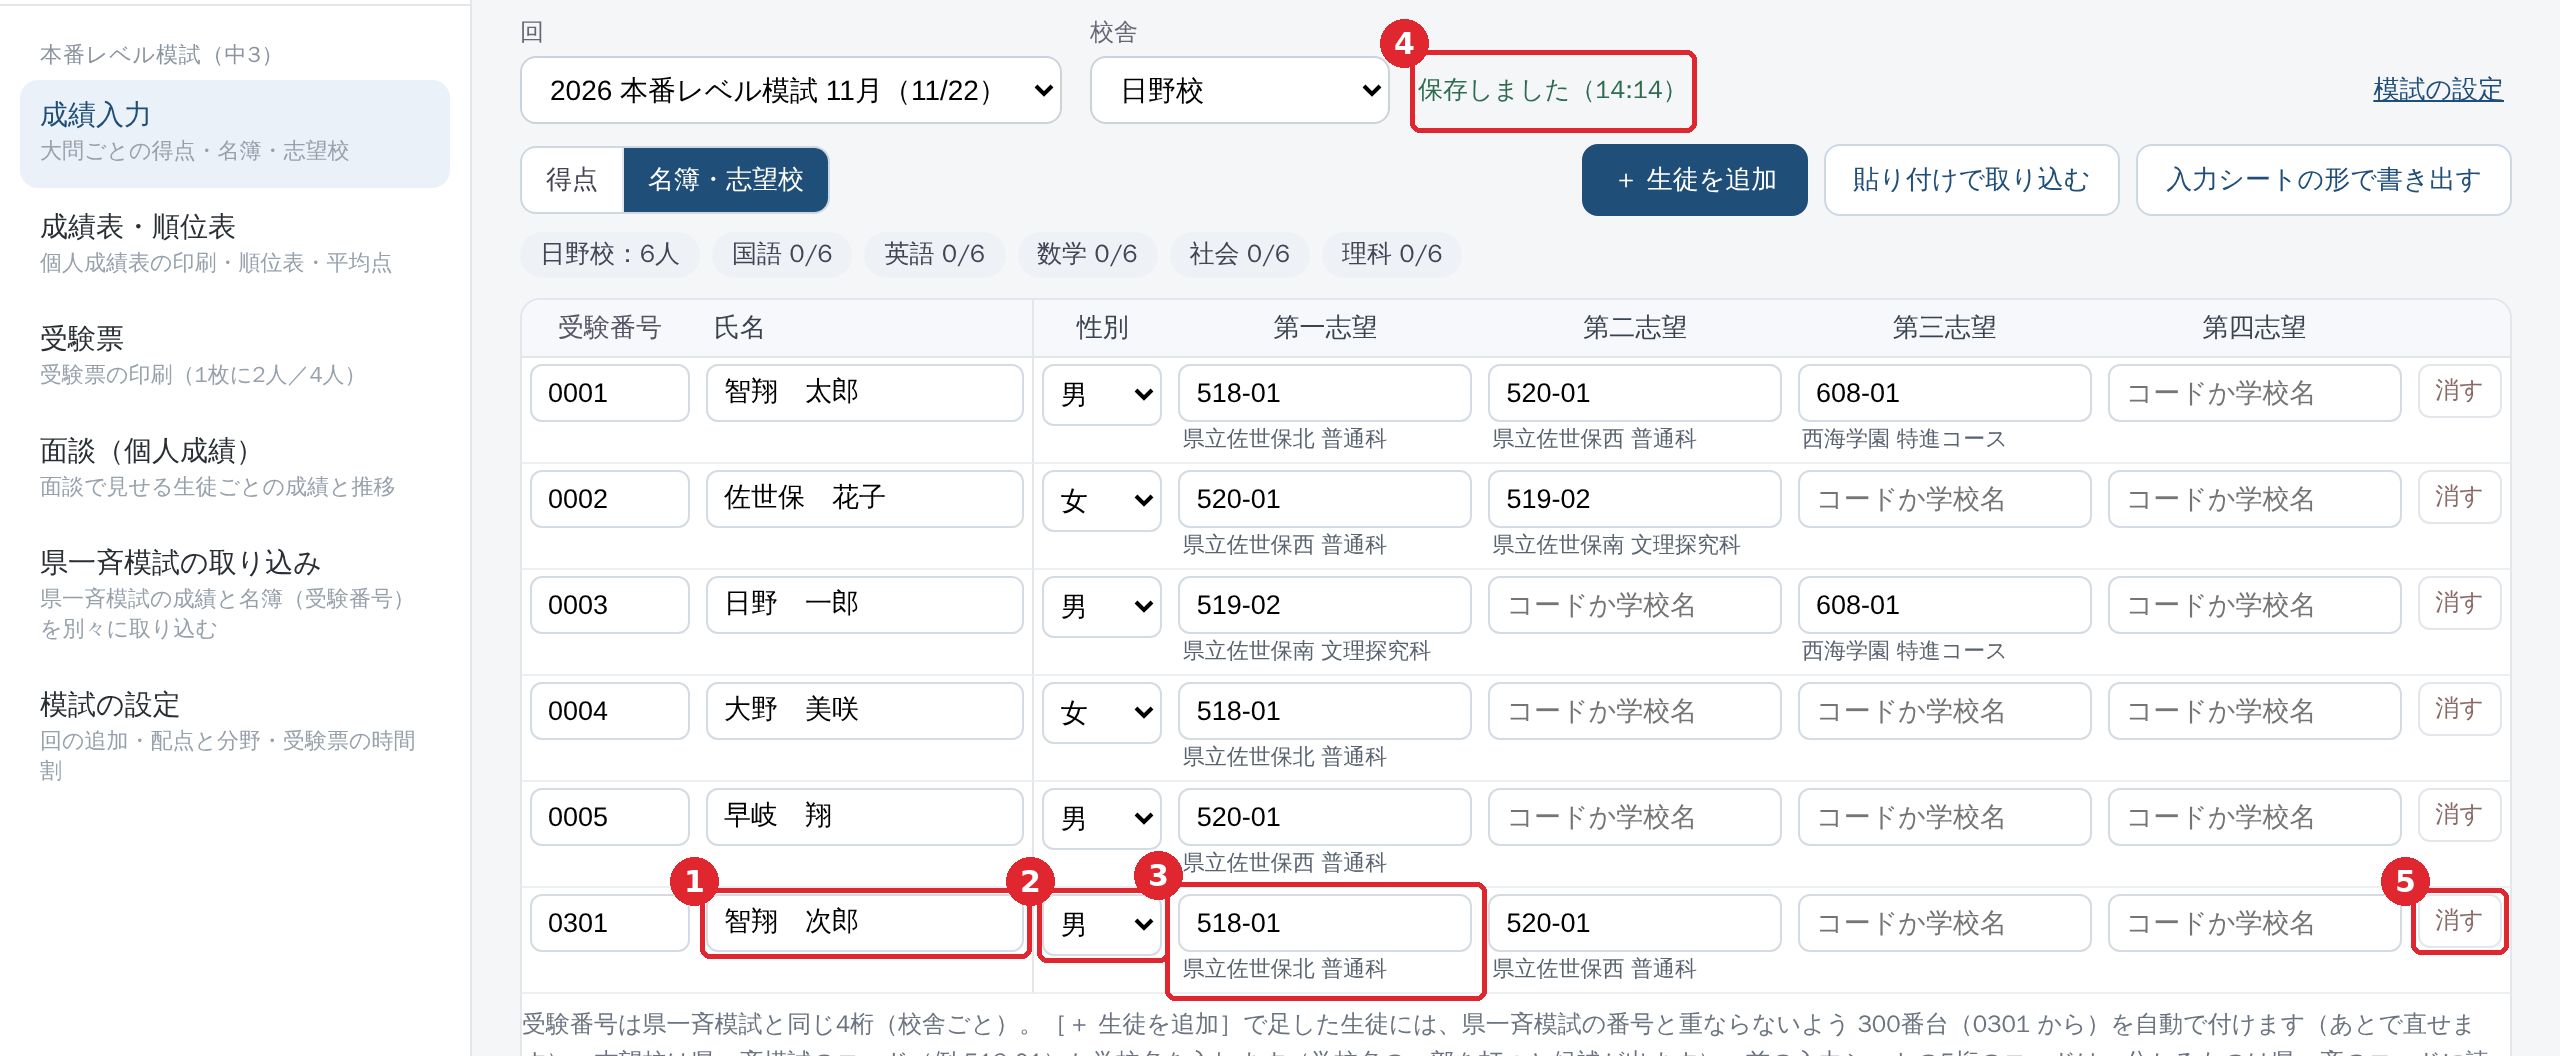 本番レベル模試（中3）
成績入力
大問ごとの得点・名簿・志望校
成績表・順位表
個人成績表の印刷・順位表・平均点
受験票
受験票の印刷（1枚に2人／4人）
面談（個人成績）
面談で見せる生徒ごとの成績と推移
県一斉模試の取り込み
県一斉模試の成績と名簿（受験番号）
を別々に取り込む
模試の設定
回の追加・配点と分野・受験票の時間
割
回 校舎
2026 本番レベル模試 11月（11/22） 日野校 4 保存しました（14:14） 模試の設定
得点 名簿・志望校 ＋ 生徒を追加 貼り付けで取り込む 入力シートの形で書き出す
日野校：6人 国語 0/6 英語 0/6 数学 0/6 社会 0/6 理科 0/6
受験番号 氏名 性別 第一志望 第二志望 第三志望 第四志望
0001 智翔　太郎 男 518-01 520-01 608-01 コードか学校名 消す
県立佐世保北 普通科 県立佐世保西 普通科 西海学園 特進コース
0002 佐世保　花子 女 520-01 519-02 コードか学校名 コードか学校名 消す
県立佐世保西 普通科 県立佐世保南 文理探究科
0003 日野　一郎 男 519-02 コードか学校名 608-01 コードか学校名 消す
県立佐世保南 文理探究科 西海学園 特進コース
0004 大野　美咲 女 518-01 コードか学校名 コードか学校名 コードか学校名 消す
県立佐世保北 普通科
0005 早岐　翔 男 520-01 コードか学校名 コードか学校名 コードか学校名 消す
県立佐世保西 普通科
1 2 3 5
0301 智翔　次郎 男 518-01 520-01 コードか学校名 コードか学校名 消す
県立佐世保北 普通科 県立佐世保西 普通科
受験番号は県一斉模試と同じ4桁（校舎ごと）。［＋ 生徒を追加］で足した生徒には、県一斉模試の番号と重ならないよう 300番台（0301 から）を自動で付けます（あとで直せま